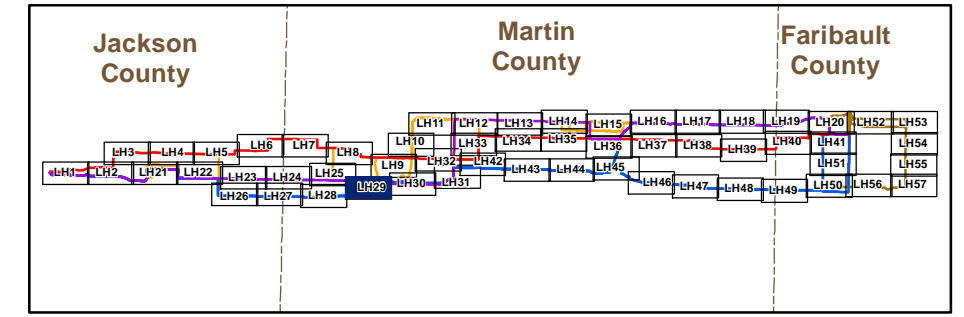 Jackson
County
Martin
County
Faribault
County
LH11 LH12 LH13 LH14 LH15 LH16 LH17 LH18 LH19 LH20 LH52 LH53
LH3 LH4 LH5 LH6 LH7 LH8 LH10 LH33 LH34 LH35 LH36 LH37 LH38 LH39 LH40 LH41 LH54
LH1 LH2 LH21 LH22 LH23 LH24 LH25 LH9 LH32 LH42 LH43 LH44 LH45 LH51 LH55
LH26 LH27 LH28 LH29 LH30 LH31 LH46 LH47 LH48 LH49 LH50 LH56 LH57